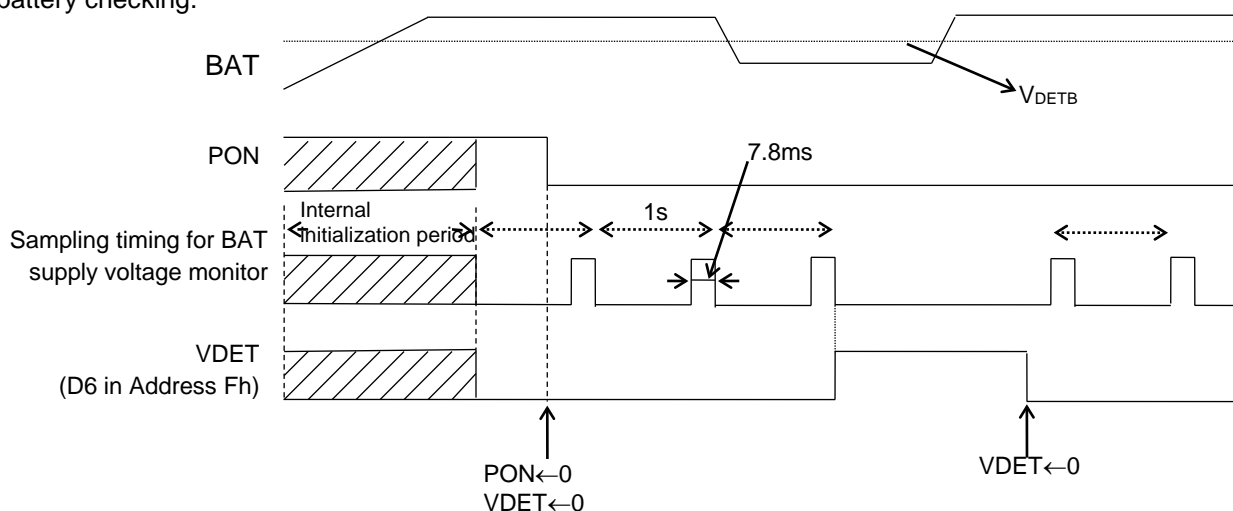 battery checking.
BAT
VDETB
PON
7.8ms
Internal
initialization period
1s
Sampling timing for BAT
supply voltage monitor
VDET
(D6 in Address Fh)
PON←0
VDET←0
VDET←0